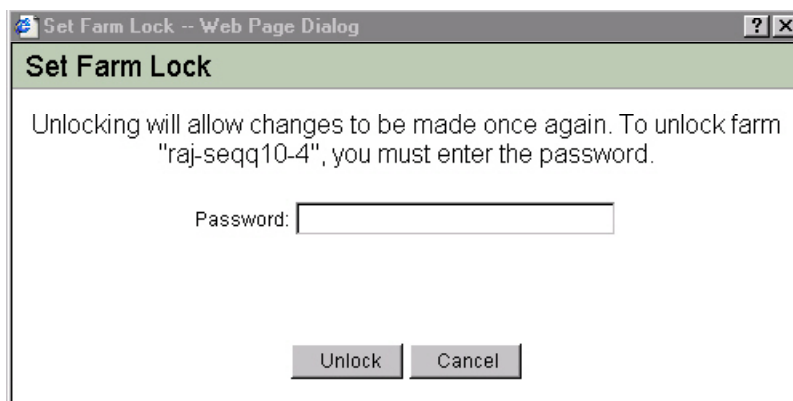 Set Farm Lock -- Web Page Dialog
Set Farm Lock
Unlocking will allow changes to be made once again. To unlock farm
"raj-seqq10-4", you must enter the password.
Password:
Unlock Cancel